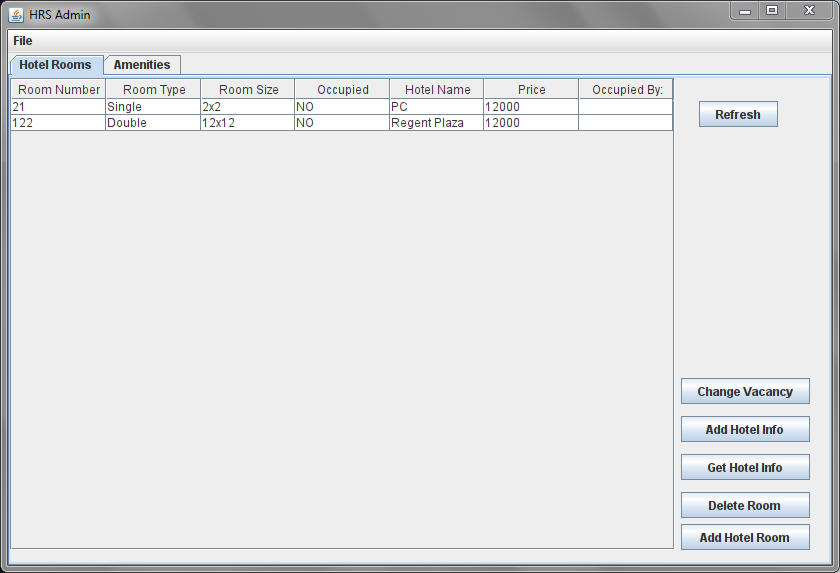 HRS Admin
File
Hotel Rooms Amenities
Room Number Room Type Room Size Occupied Hotel Name Price Occupied By:
21 Single 2x2 NO PC 12000
122 Double 12x12 NO Regent Plaza 12000
Refresh
Change Vacancy
Add Hotel Info
Get Hotel Info
Delete Room
Add Hotel Room